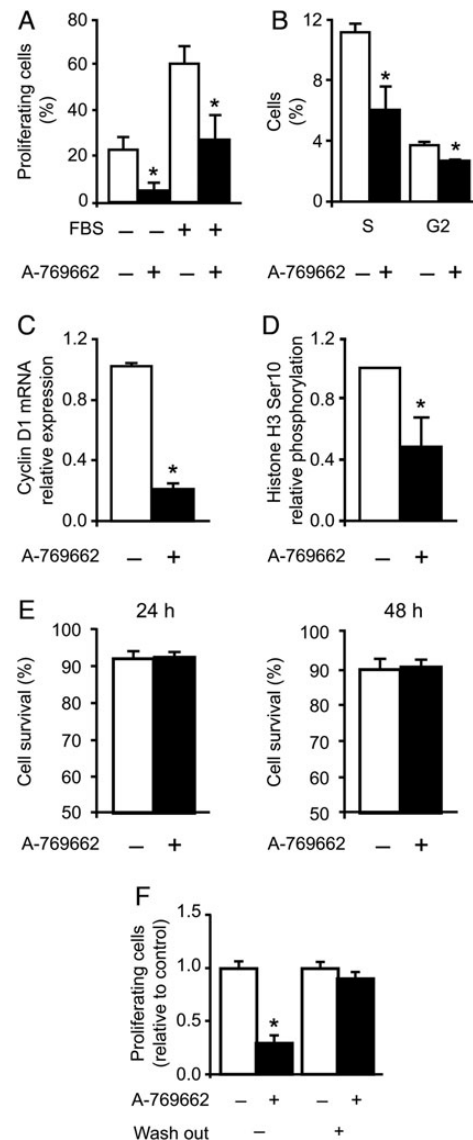 A
Proliferating cells
(%)
80
60
40
20
0
*
*
FBS – – + +
A-769662 – + – +
B
Cells
(%)
12
8
4
0
*
*
S G2
– + – +
C
Cyclin D1 mRNA
relative expression
1.2
0.8
0.4
0.0
*
A-769662 – +
D
Histone H3 Ser10
relative phosphorylation
1.2
0.8
0.4
0.0
*
A-769662 – +
E
24 h
Cell survival (%)
100
90
80
70
60
50
A-769662 – +
48 h
Cell survival (%)
100
90
80
70
60
50
A-769662 – +
F
Proliferating cells
(relative to control)
1.5
1.0
0.5
0.0
*
A-769662 – + – +
Wash out – +